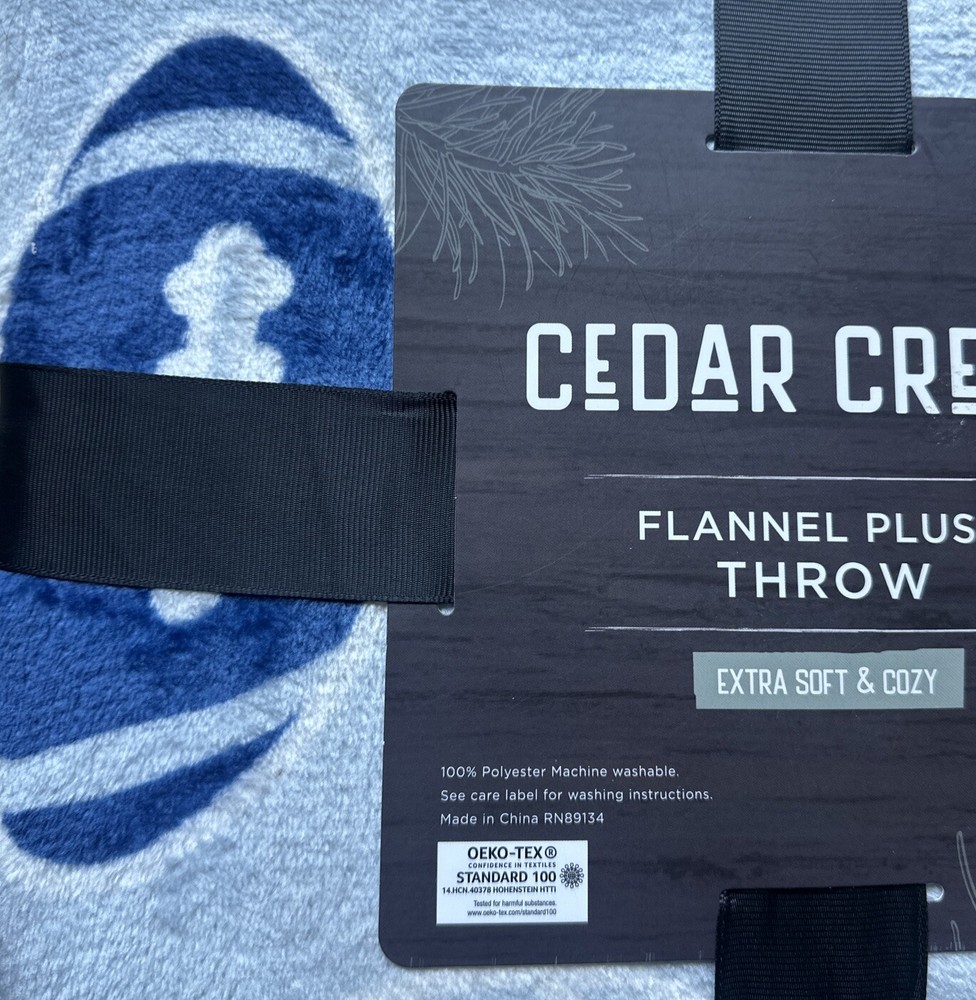 CEDAR CRE
FLANNEL PLUS
THROW
EXTRA SOFT & COZY
100% Polyester Machine washable.
See care label for washing instructions.
Made in China RN89134
OEKO-TEX®
CONFIDENCE IN TEXTILES
STANDARD 100
14.HCN.40378 HOHENSTEIN HTTI
Tested for harmful substances.
www.oeko-tex.com/standard100